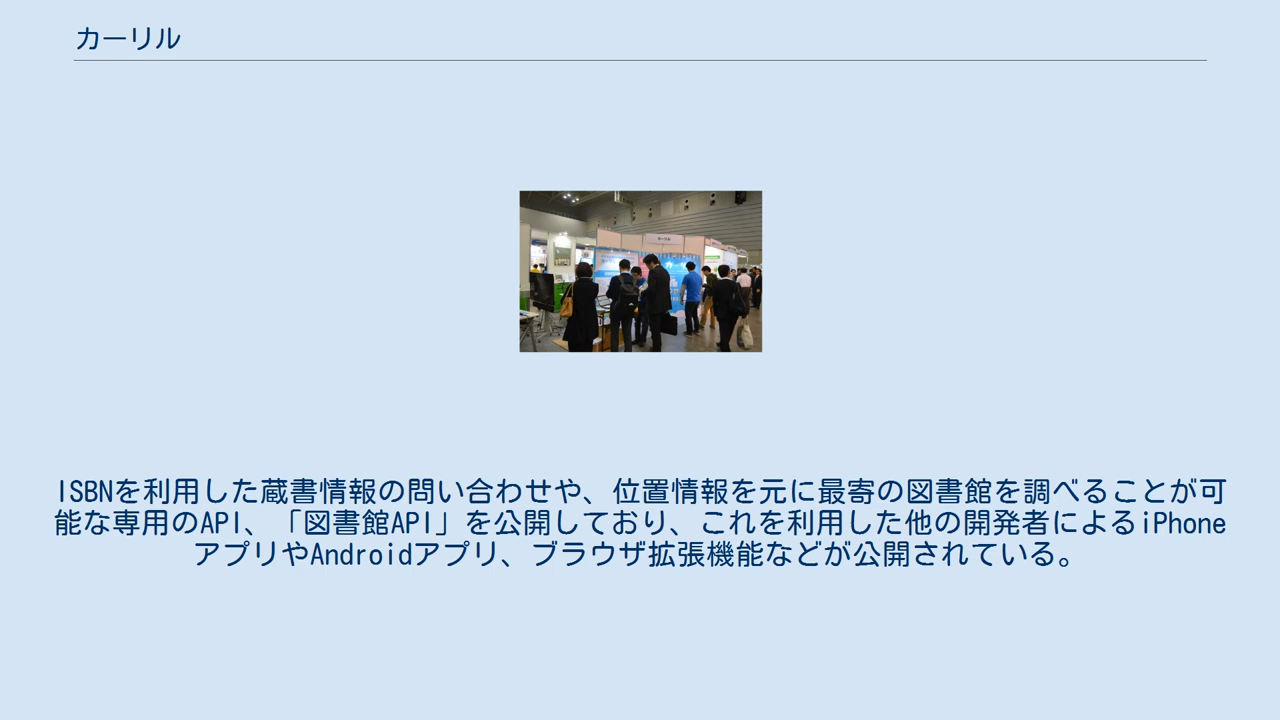 カーリル
ISBNを利用した蔵書情報の問い合わせや、位置情報を元に最寄の図書館を調べることが可
能な専用のAPI、「図書館API」を公開しており、これを利用した他の開発者によるiPhone
アプリやAndroidアプリ、ブラウザ拡張機能などが公開されている。